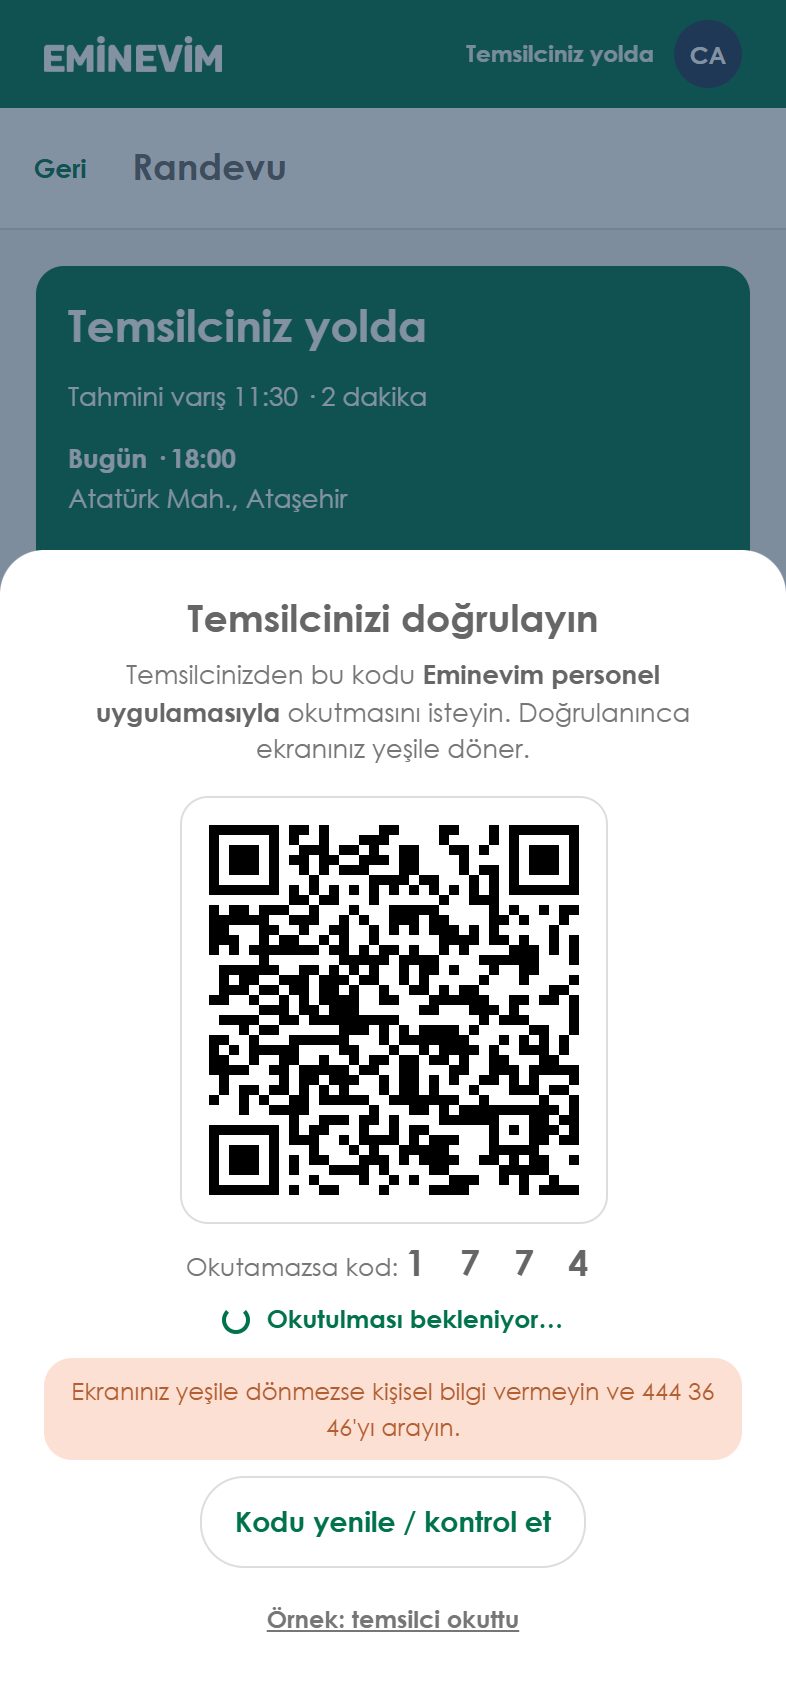 EMİNEVİM
Temsilciniz yolda
CA
Geri
Randevu
Temsilciniz yolda
Tahmini varış 11:30 · 2 dakika
Bugün · 18:00
Atatürk Mah., Ataşehir
Temsilcinizi doğrulayın
Temsilcinizden bu kodu Eminevim personel
uygulamasıyla okutmasını isteyin. Doğrulanınca
ekranınız yeşile döner.
Okutamazsa kod: 1 7 7 4
Okutulması bekleniyor...
Ekranınız yeşile dönmezse kişisel bilgi vermeyin ve 444 36
46'yı arayın.
Kodu yenile / kontrol et
Örnek: temsilci okuttu